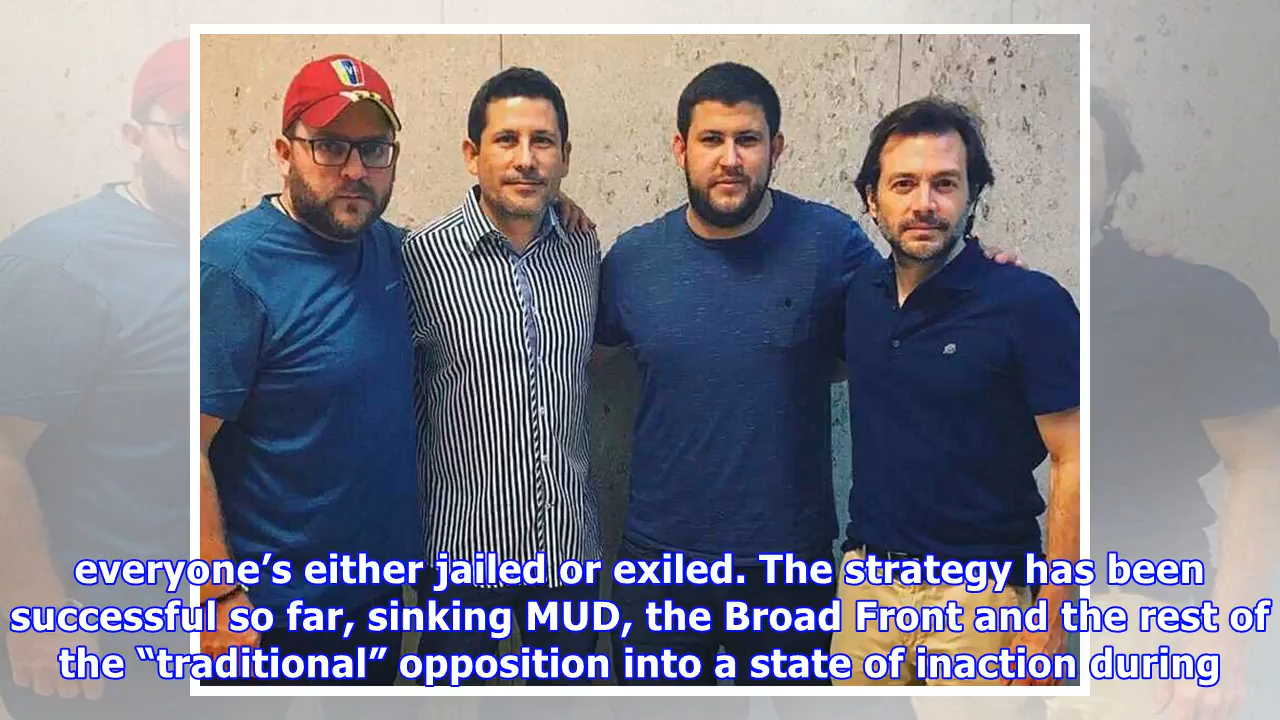 everyone’s either jailed or exiled. The strategy has been
successful so far, sinking MUD, the Broad Front and the rest of
the “traditional” opposition into a state of inaction during